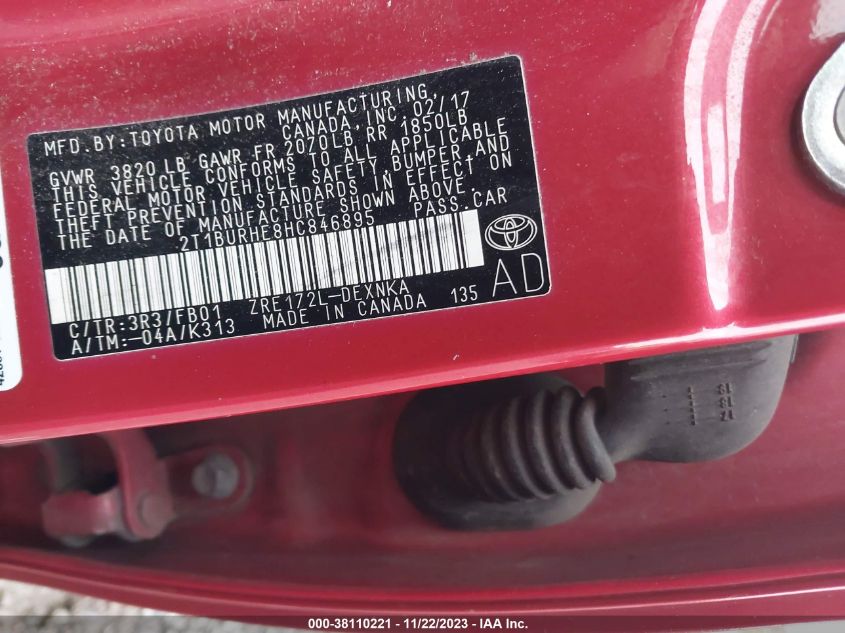 MFD.BY:TOYOTA MOTOR MANUFACTURING,
CANADA, INC. 02/17
GVWR 3820 LB GAWR FR 2070LB RR 1850LB
THIS VEHICLE CONFORMS TO ALL APPLICABLE
FEDERAL MOTOR VEHICLE SAFETY, BUMPER AND
THEFT PREVENTION STANDARDS IN EFFECT ON
THE DATE OF MANUFACTURE SHOWN ABOVE.
2T1BURHE8HC846895 PASS.CAR
C/TR:3R3/FB01 ZRE172L-DEXNKA
A/TM:-04A/K313 MADE IN CANADA 135
AD
000-38110221 - 11/22/2023 - IAA Inc.